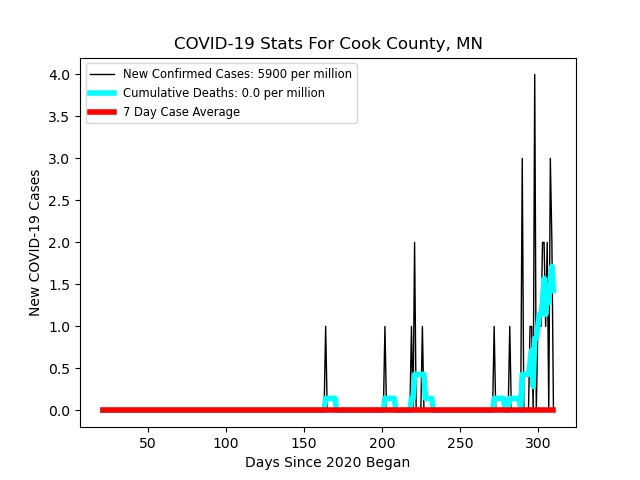 COVID-19 Stats For Cook County, MN
New Confirmed Cases: 5900 per million
Cumulative Deaths: 0.0 per million
7 Day Case Average
New COVID-19 Cases
4.0
3.5
3.0
2.5
2.0
1.5
1.0
0.5
0.0
50 100 150 200 250 300
Days Since 2020 Began